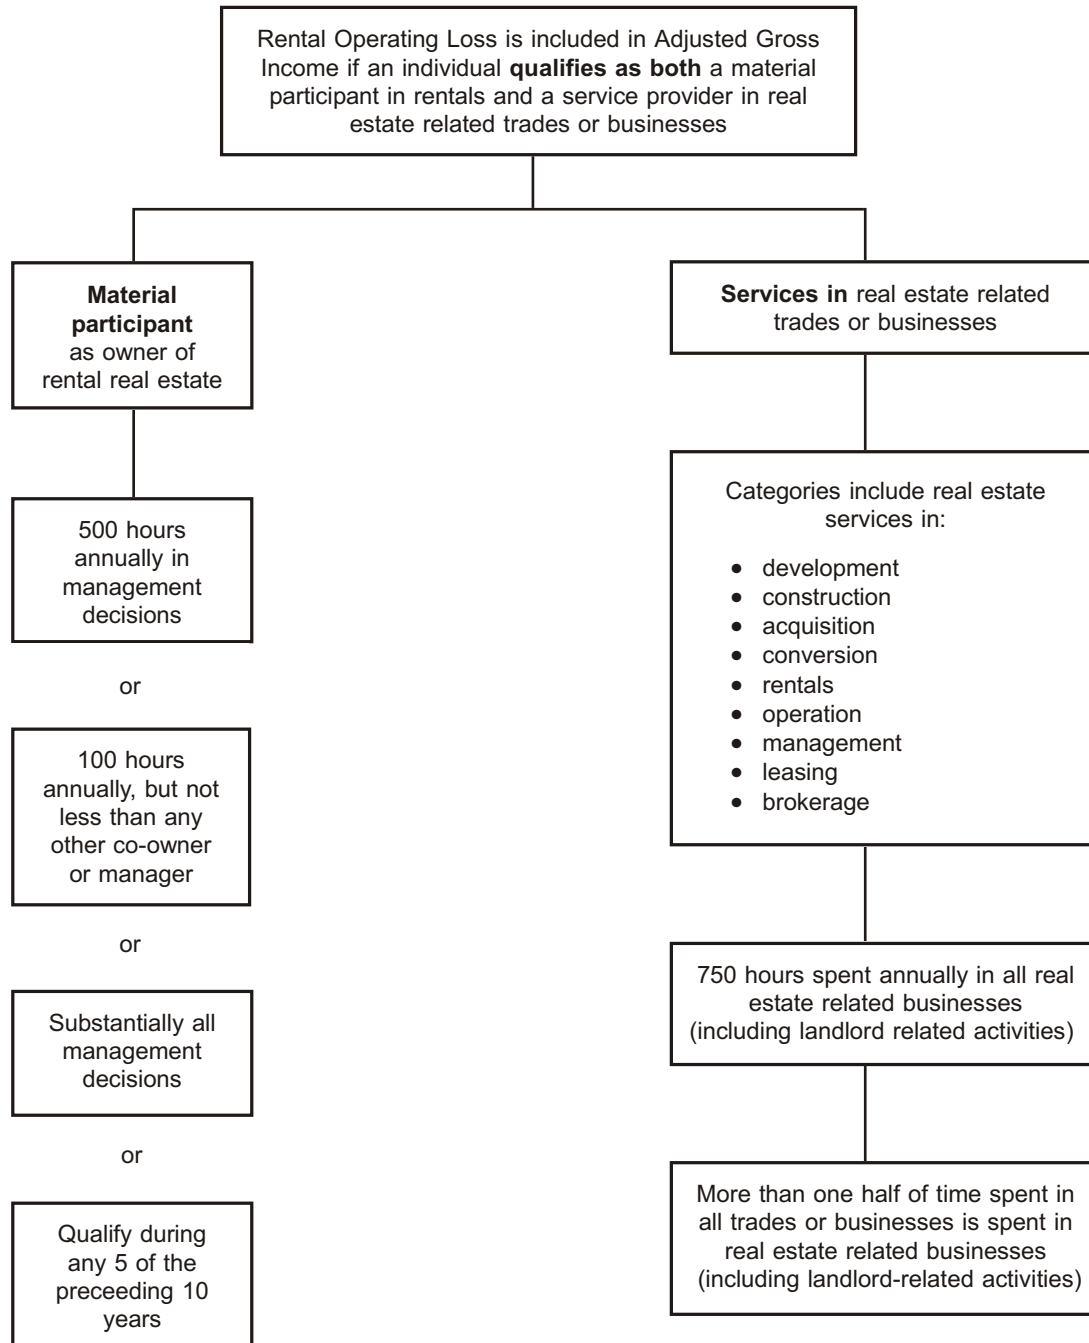 Rental Operating Loss is included in Adjusted Gross
Income if an individual qualifies as both a material
participant in rentals and a service provider in real
estate related trades or businesses
Material
participant
as owner of
rental real estate
500 hours
annually in
management
decisions
or
100 hours
annually, but not
less than any
other co-owner
or manager
or
Substantially all
management
decisions
or
Qualify during
any 5 of the
preceeding 10
years
Services in real estate related
trades or businesses
Categories include real estate
services in:
• development
• construction
• acquisition
• conversion
• rentals
• operation
• management
• leasing
• brokerage
750 hours spent annually in all real
estate related businesses
(including landlord related activities)
More than one half of time spent in
all trades or businesses is spent in
real estate related businesses
(including landlord-related activities)